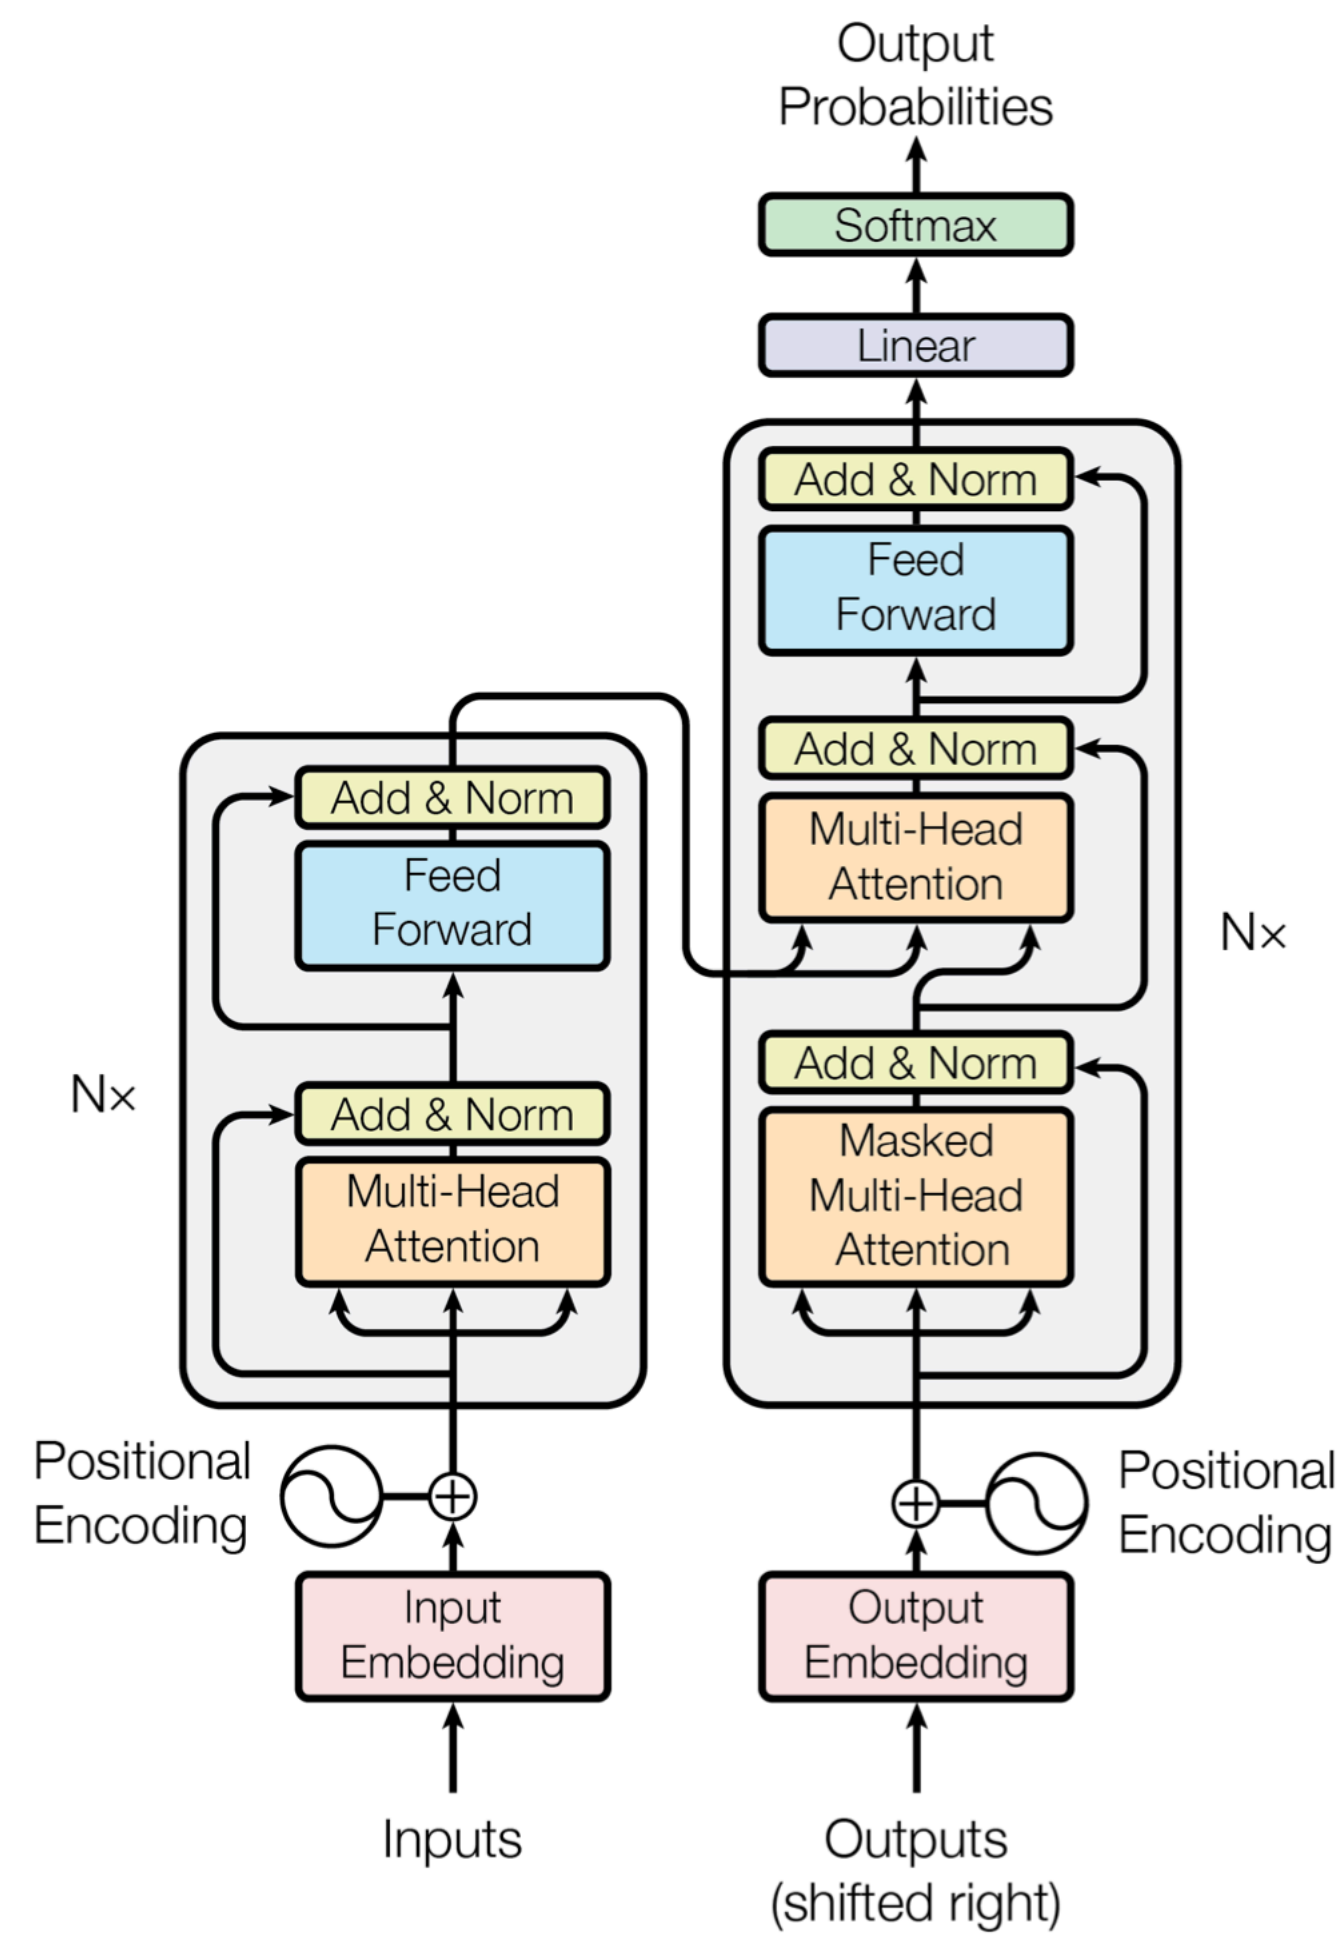 Output
Probabilities
Softmax
Linear
Add & Norm
Feed
Forward
Add & Norm
Multi-Head
Attention
Add & Norm
Masked
Multi-Head
Attention
N×
Add & Norm
Feed
Forward
Add & Norm
Multi-Head
Attention
N×
Positional
Encoding
Positional
Encoding
Input
Embedding
Output
Embedding
Inputs
Outputs
(shifted right)